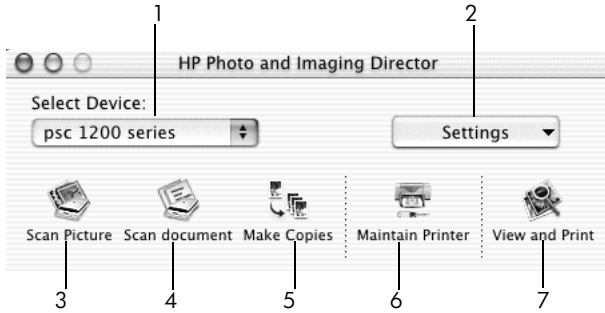 1 2
HP Photo and Imaging Director
Select Device:
psc 1200 series Settings
Scan Picture Scan document Make Copies Maintain Printer View and Print
3 4 5 6 7